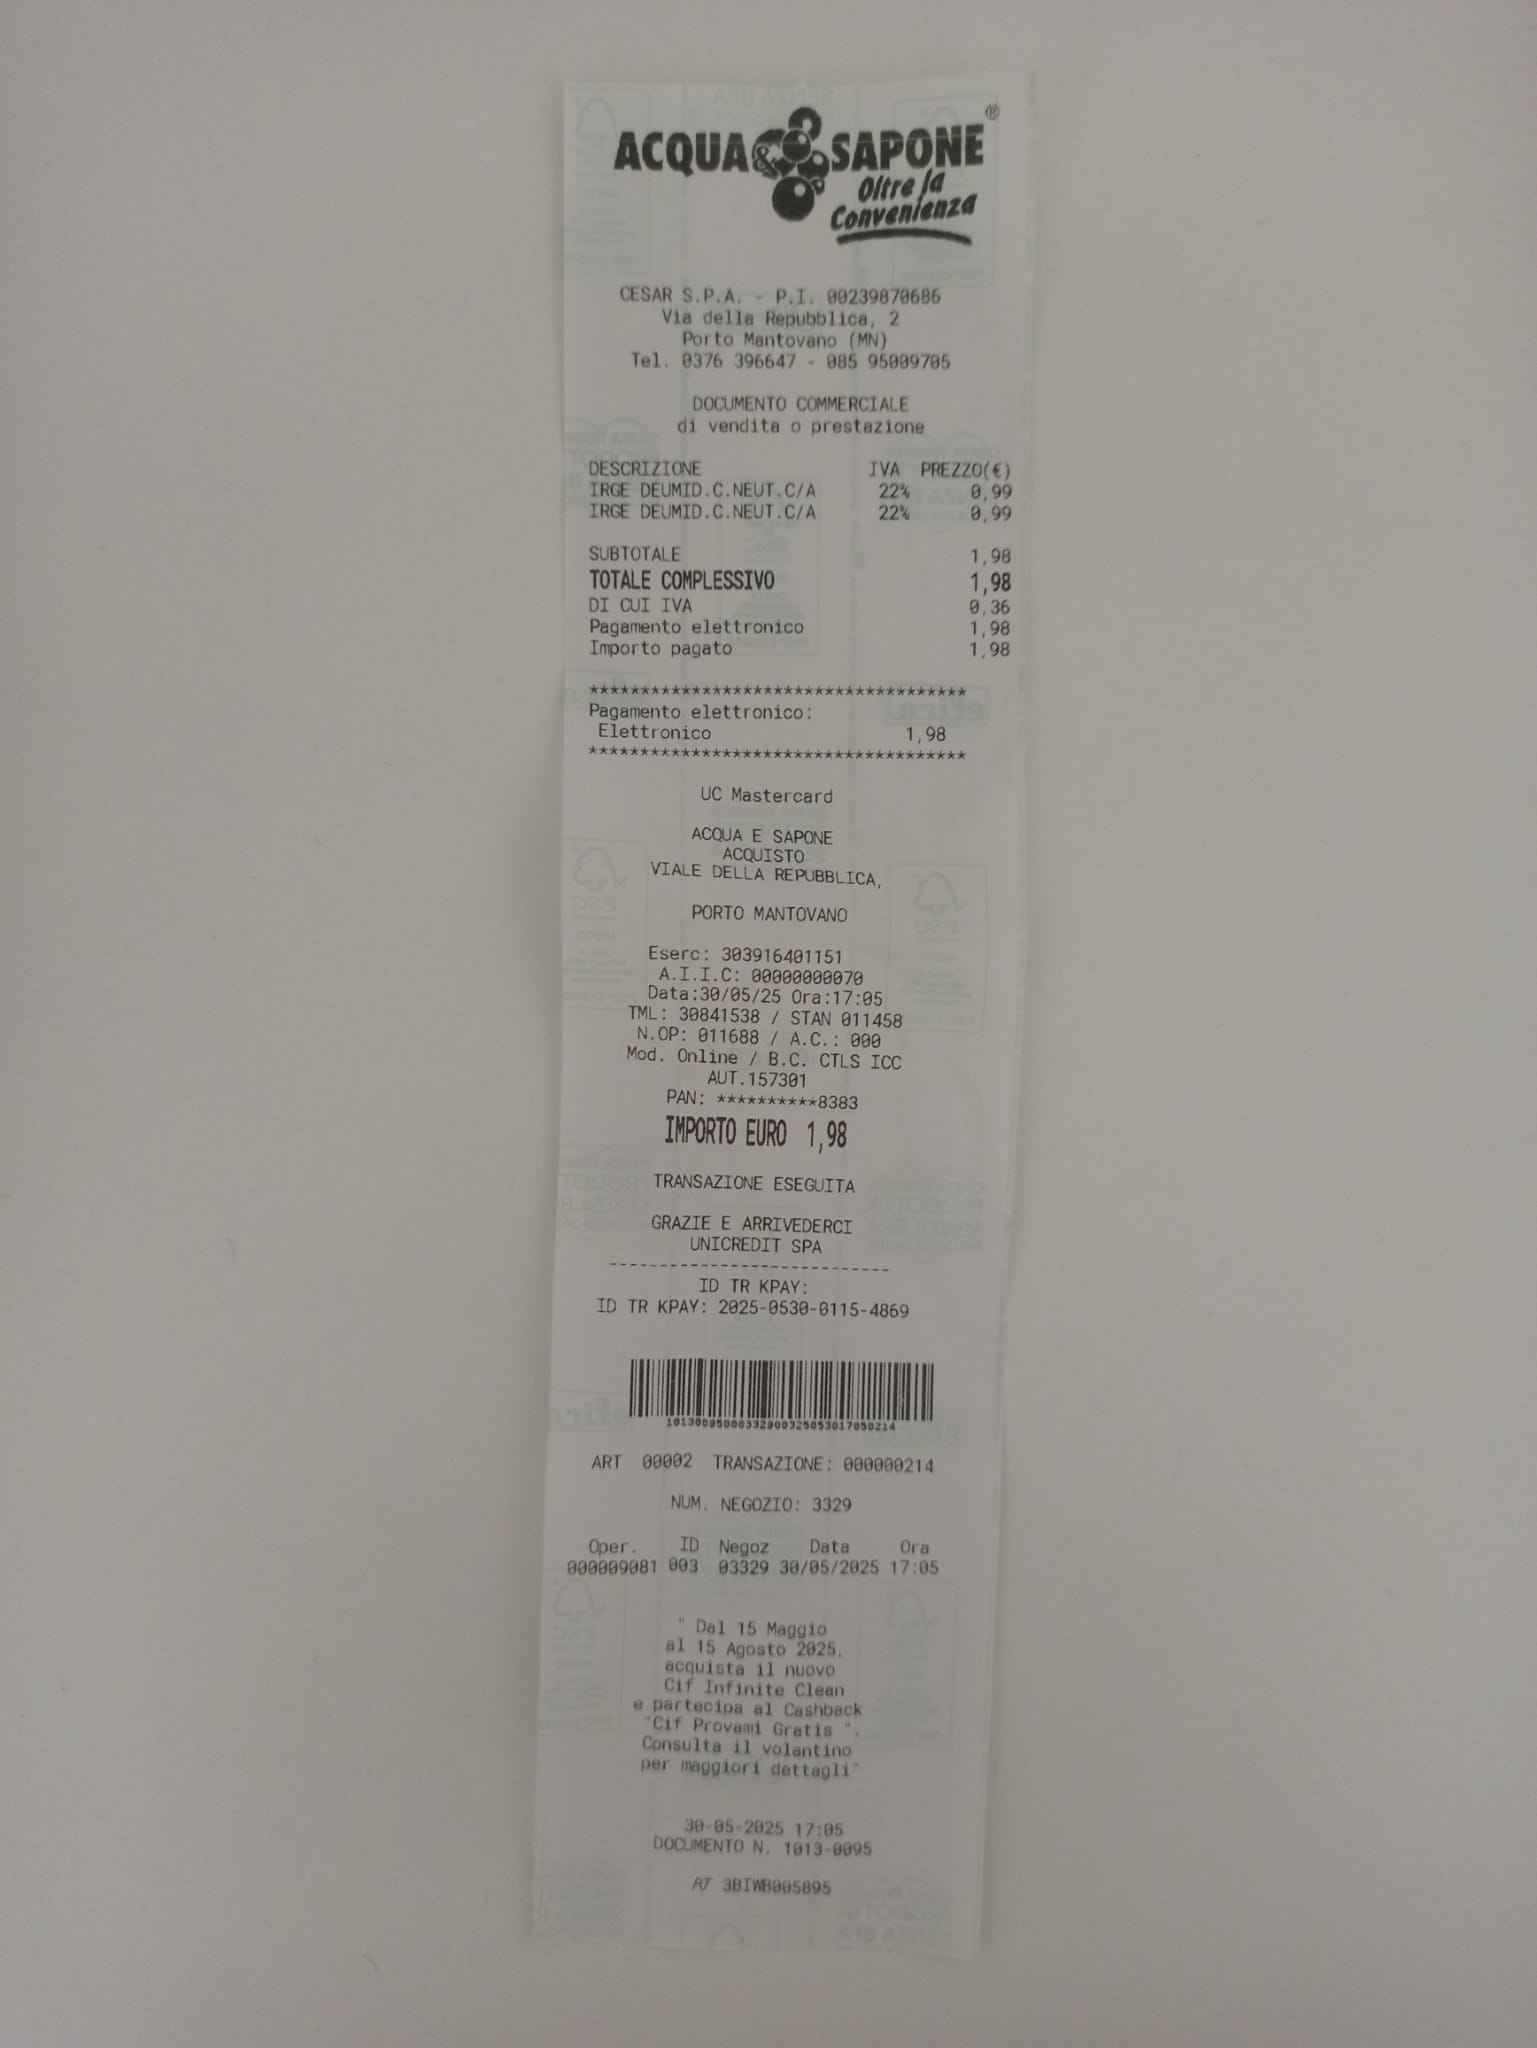 ACQUA & SAPONE ®
Oltre la
Convenienza
CESAR S.P.A. - P.I. 00239870686
Via della Repubblica, 2
Porto Mantovano (MN)
Tel. 0376 396647 - 085 95009705
DOCUMENTO COMMERCIALE
di vendita o prestazione
DESCRIZIONE IVA PREZZO(€)
IRGE DEUMID.C.NEUT.C/A 22% 0,99
IRGE DEUMID.C.NEUT.C/A 22% 0,99
SUBTOTALE 1,98
TOTALE COMPLESSIVO 1,98
DI CUI IVA 0,36
Pagamento elettronico 1,98
Importo pagato 1,98
*************************************
Pagamento elettronico:
Elettronico 1,98
*************************************
UC Mastercard
ACQUA E SAPONE
ACQUISTO
VIALE DELLA REPUBBLICA,
PORTO MANTOVANO
Eserc: 303916401151
A.I.I.C: 00000000070
Data:30/05/25 Ora:17:05
TML: 30841538 / STAN 011458
N.OP: 011688 / A.C.: 000
Mod. Online / B.C. CTLS ICC
AUT.157301
PAN: **********8383
IMPORTO EURO 1,98
TRANSAZIONE ESEGUITA
GRAZIE E ARRIVEDERCI
UNICREDIT SPA
----------------------------
ID TR KPAY:
ID TR KPAY: 2025-0530-0115-4869
10130095000332900325053017050214
ART 00002 TRANSAZIONE: 000000214
NUM. NEGOZIO: 3329
Oper. ID Negoz Data Ora
000009081 003 03329 30/05/2025 17:05
" Dal 15 Maggio
al 15 Agosto 2025,
acquista il nuovo
Cif Infinite Clean
e partecipa al Cashback
"Cif Provami Gratis ".
Consulta il volantino
per maggiori dettagli"
30-05-2025 17:05
DOCUMENTO N. 1013-0095
RT 3BIWB005895